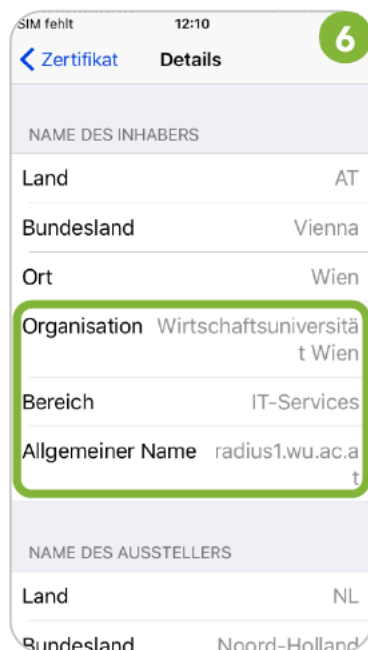 SIM fehlt 12:10 6
Zertifikat Details
NAME DES INHABERS
Land AT
Bundesland Vienna
Ort Wien
Organisation Wirtschaftsuniversitä
t Wien
Bereich IT-Services
Allgemeiner Name radius1.wu.ac.a
t
NAME DES AUSSTELLERS
Land NL
Bundesland Noord-Holland